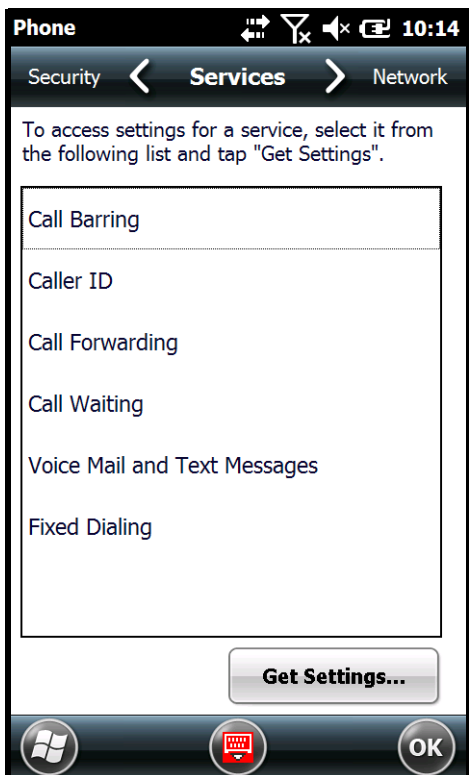 Phone 10:14
Security Services Network
To access settings for a service, select it from
the following list and tap "Get Settings".
Call Barring
Caller ID
Call Forwarding
Call Waiting
Voice Mail and Text Messages
Fixed Dialing
Get Settings...
OK